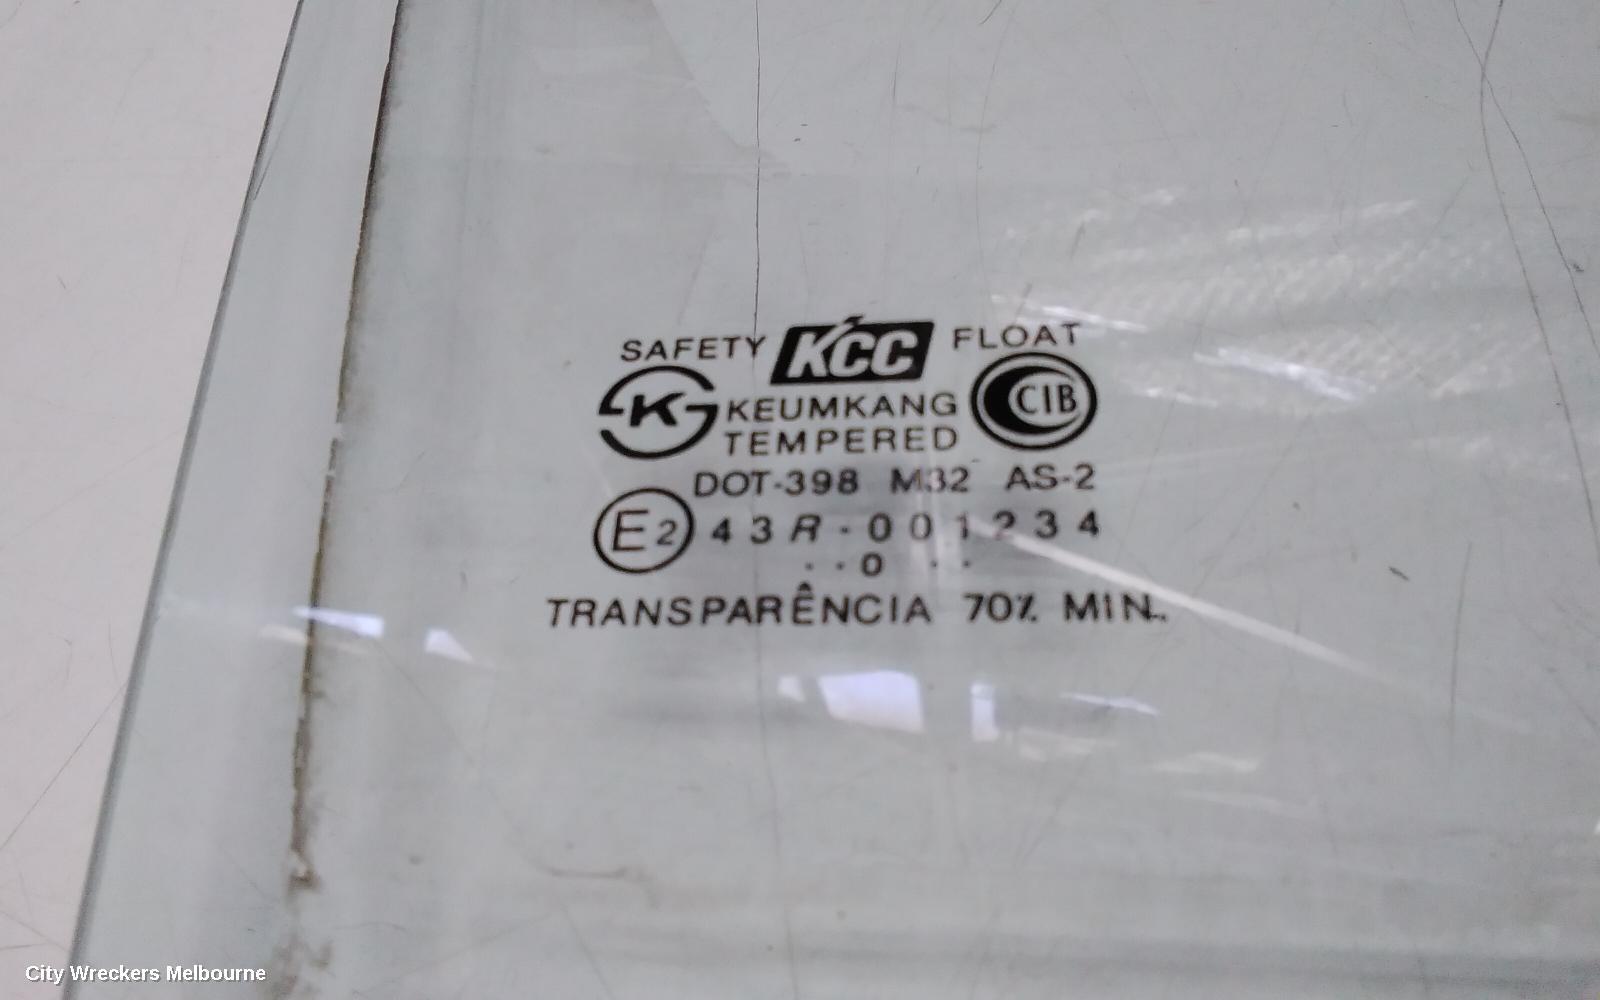 SAFETY KCC FLOAT
K KEUMKANG CIB
TEMPERED
DOT-398 M32 AS-2
E2 43R-001234
··0 ··
TRANSPARÊNCIA 70% MIN..
City Wreckers Melbourne